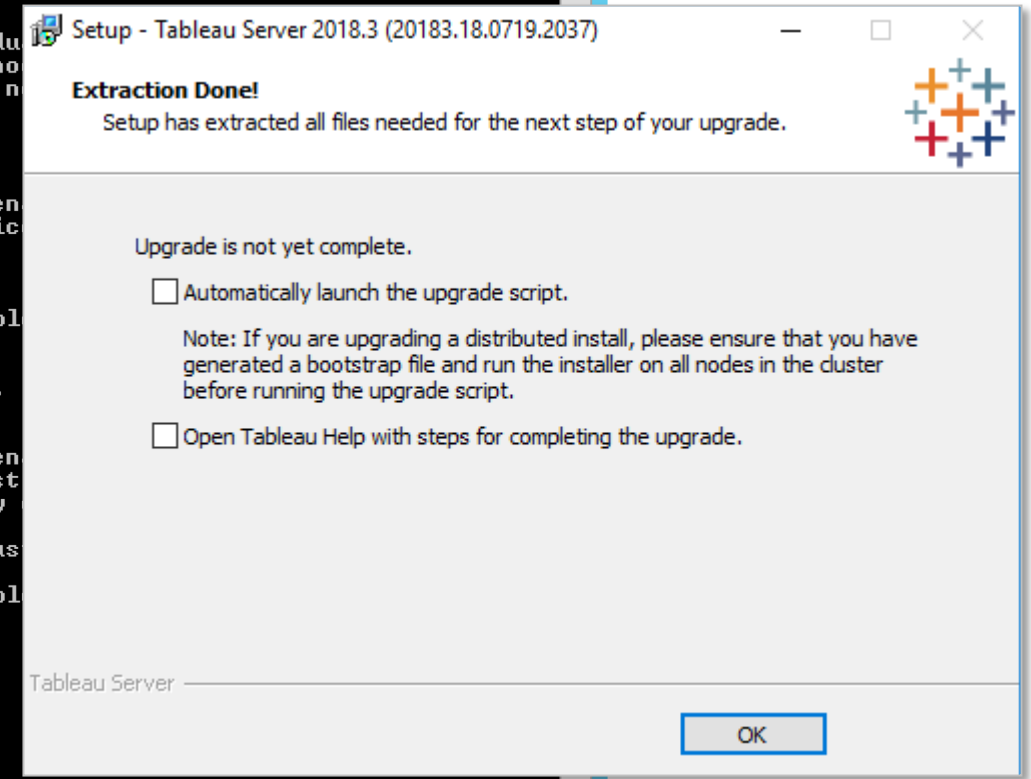 Setup - Tableau Server 2018.3 (20183.18.0719.2037)
Extraction Done!
Setup has extracted all files needed for the next step of your upgrade.
Upgrade is not yet complete.
Automatically launch the upgrade script.
Note: If you are upgrading a distributed install, please ensure that you have
generated a bootstrap file and run the installer on all nodes in the cluster
before running the upgrade script.
Open Tableau Help with steps for completing the upgrade.
Tableau Server
OK